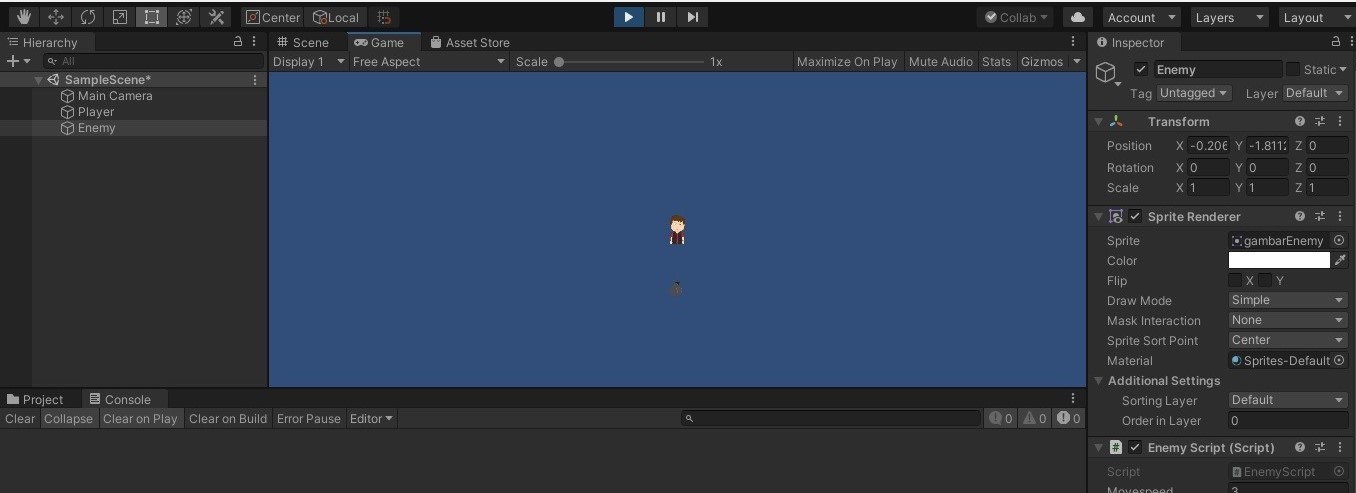 Center Local Collab Account Layers Layout
Hierarchy
All
SampleScene*
Main Camera
Player
Enemy
Scene Game Asset Store
Display 1 Free Aspect Scale 1x Maximize On Play Mute Audio Stats Gizmos
Inspector
Enemy Static
Tag Untagged Layer Default
Transform
Position X -0.206 Y -1.8112 Z 0
Rotation X 0 Y 0 Z 0
Scale X 1 Y 1 Z 1
Sprite Renderer
Sprite gambarEnemy
Color
Flip X Y
Draw Mode Simple
Mask Interaction None
Sprite Sort Point Center
Material Sprites-Default
Additional Settings
Sorting Layer Default
Order in Layer 0
Enemy Script (Script)
Script EnemyScript
Movespeed 3
Project Console
Clear Collapse Clear on Play Clear on Build Error Pause Editor 0 0 0